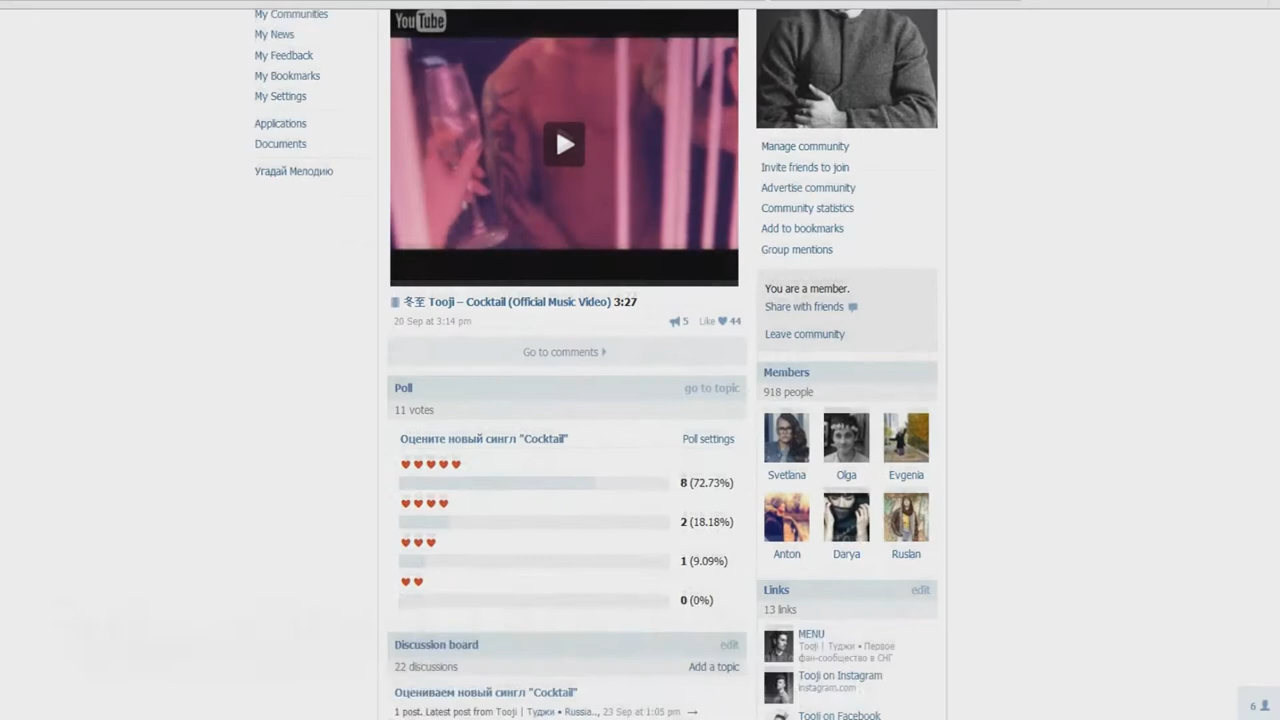 My Communities
My News
My Feedback
My Bookmarks
My Settings
Applications
Documents
Угадай Мелодию
YouTube
冬至 Tooji – Cocktail (Official Music Video) 3:27
20 Sep at 3:14 pm
5 Like 44
Go to comments
Poll go to topic
11 votes
Оцените новый сингл "Cocktail" Poll settings
8 (72.73%)
2 (18.18%)
1 (9.09%)
0 (0%)
Discussion board edit
22 discussions Add a topic
Оцениваем новый сингл "Cocktail"
1 post. Latest post from Tooji | Туджи • Russia.., 23 Sep at 1:05 pm →
Manage community
Invite friends to join
Advertise community
Community statistics
Add to bookmarks
Group mentions
You are a member.
Share with friends
Leave community
Members
918 people
Svetlana Olga Evgenia
Anton Darya Ruslan
Links edit
13 links
MENU
Tooji | Туджи • Первое
фан-сообщество в СНГ
Tooji on Instagram
instagram.com
Tooji on Facebook
6